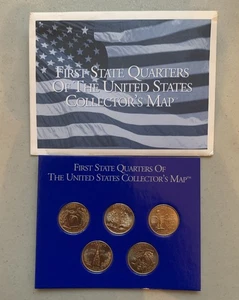 First State Quarters
Of The United States
Collector's Map
First State Quarters Of
The United States Collector's Map™